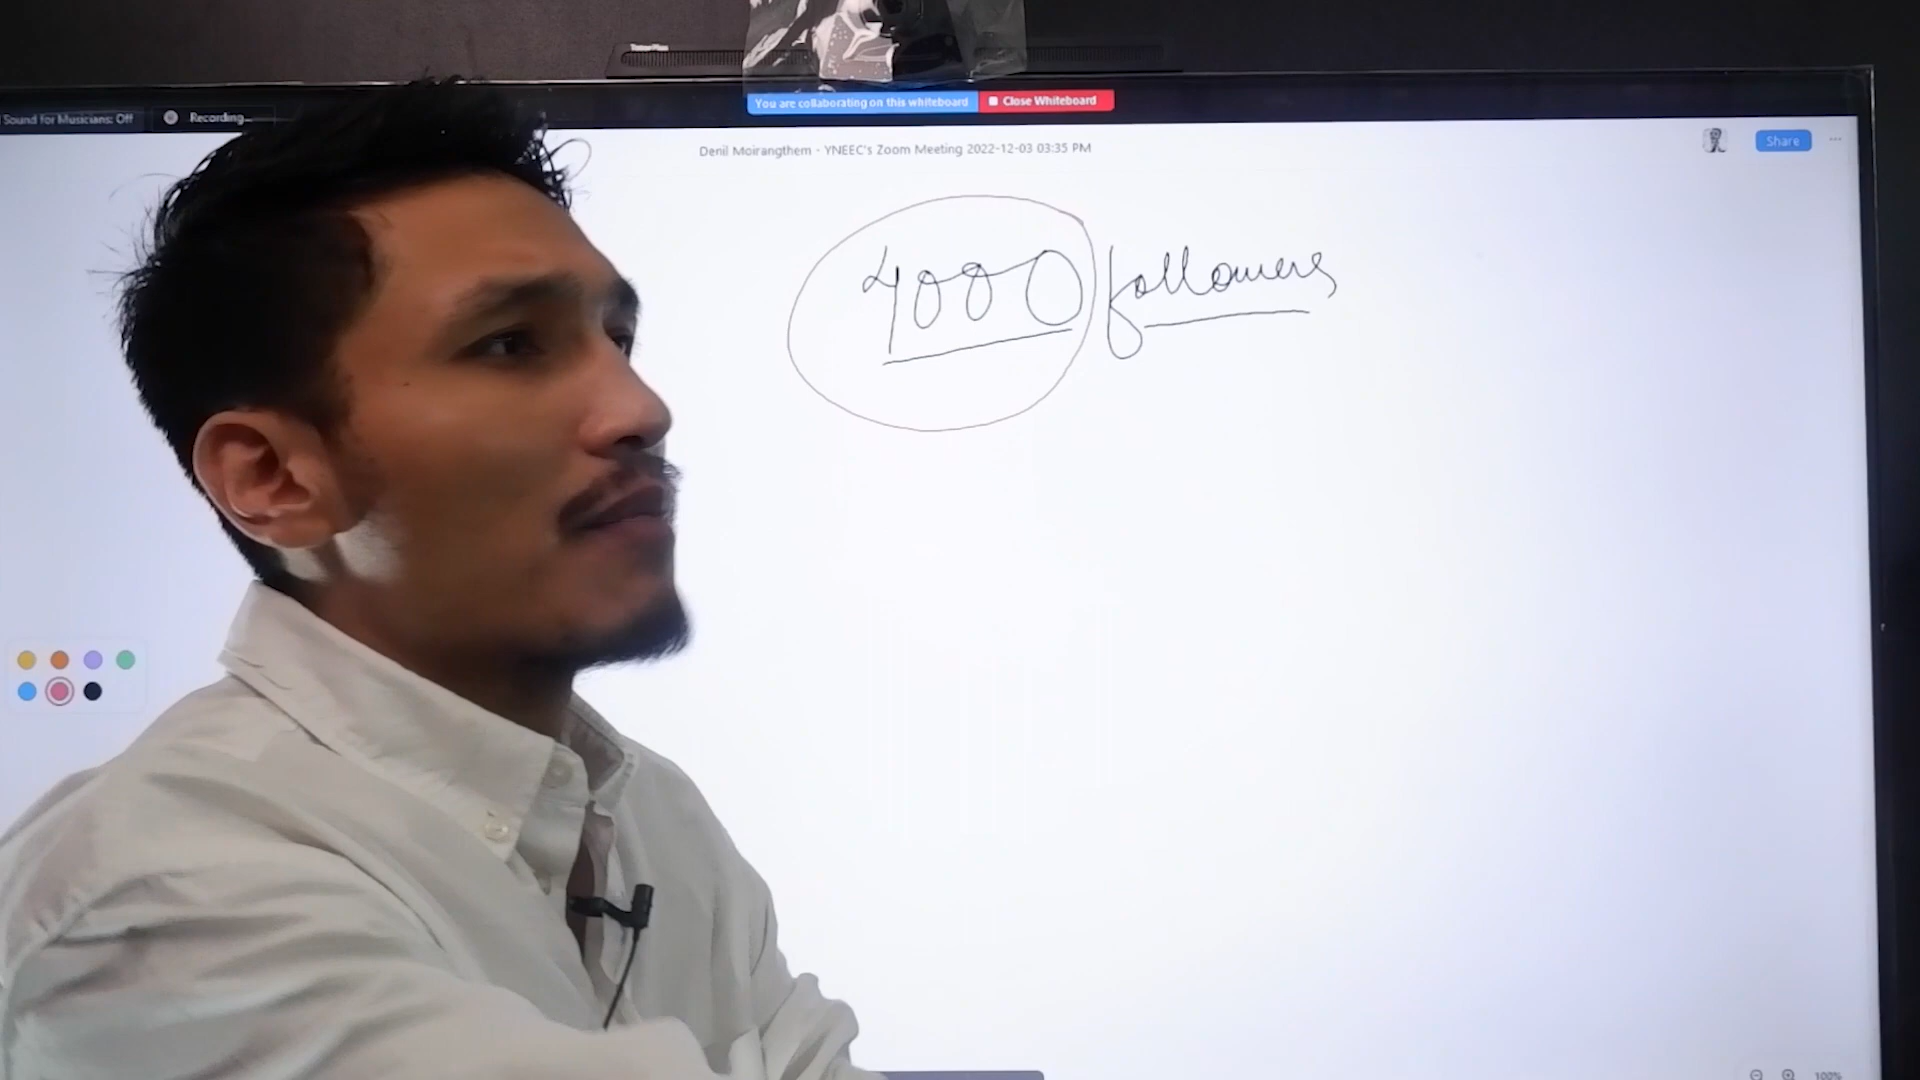 You are collaborating on this whiteboard Close Whiteboard
Sound for Musicians: Off Recording...
Denil Moirangthem - YNEEC's Zoom Meeting 2022-12-03 03:35 PM
Share
4000 followers
100%